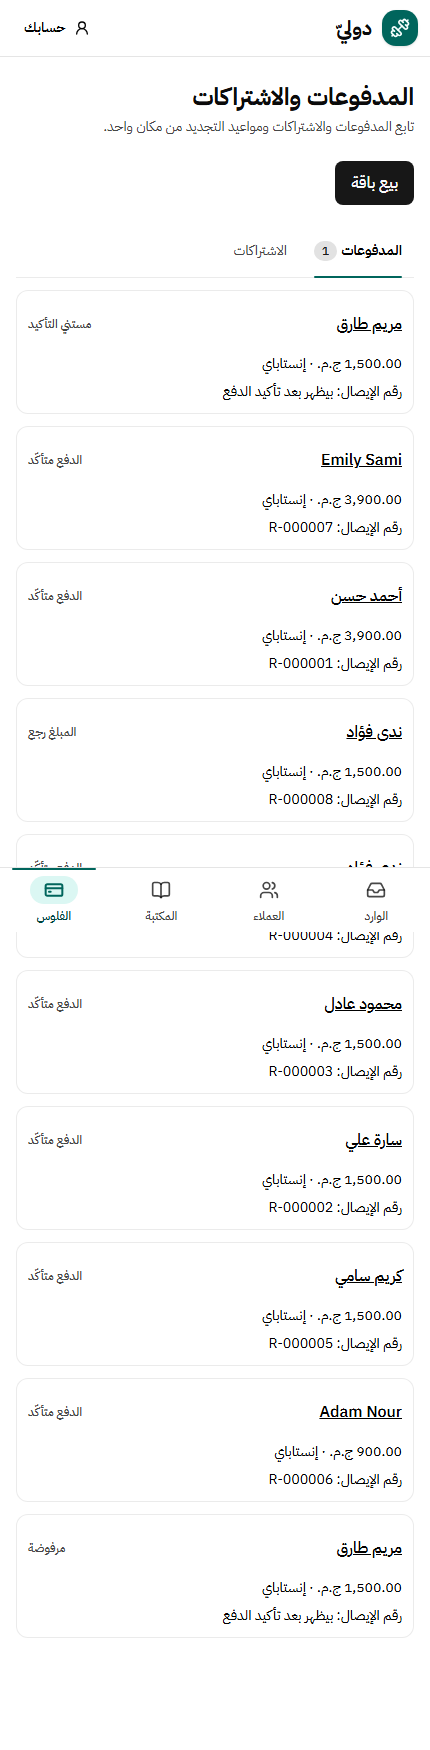 دوليّ
حسابك
المدفوعات والاشتراكات
تابع المدفوعات والاشتراكات ومواعيد التجديد من مكان واحد.
بيع باقة
المدفوعات 1
الاشتراكات
مريم طارق
مستني التأكيد
1,500.00 ج.م. · إنستاباي
رقم الإيصال: بيظهر بعد تأكيد الدفع
Emily Sami
الدفع متأكّد
3,900.00 ج.م. · إنستاباي
رقم الإيصال: R-000007
أحمد حسن
الدفع متأكّد
3,900.00 ج.م. · إنستاباي
رقم الإيصال: R-000001
ندى فؤاد
المبلغ رجع
1,500.00 ج.م. · إنستاباي
رقم الإيصال: R-000008
ندى فؤاد
الدفع متأكّد
الوارد
العملاء
المكتبة
الفلوس
رقم الإيصال: R-000004
محمود عادل
الدفع متأكّد
1,500.00 ج.م. · إنستاباي
رقم الإيصال: R-000003
سارة علي
الدفع متأكّد
1,500.00 ج.م. · إنستاباي
رقم الإيصال: R-000002
كريم سامي
الدفع متأكّد
1,500.00 ج.م. · إنستاباي
رقم الإيصال: R-000005
Adam Nour
الدفع متأكّد
900.00 ج.م. · إنستاباي
رقم الإيصال: R-000006
مريم طارق
مرفوضة
1,500.00 ج.م. · إنستاباي
رقم الإيصال: بيظهر بعد تأكيد الدفع